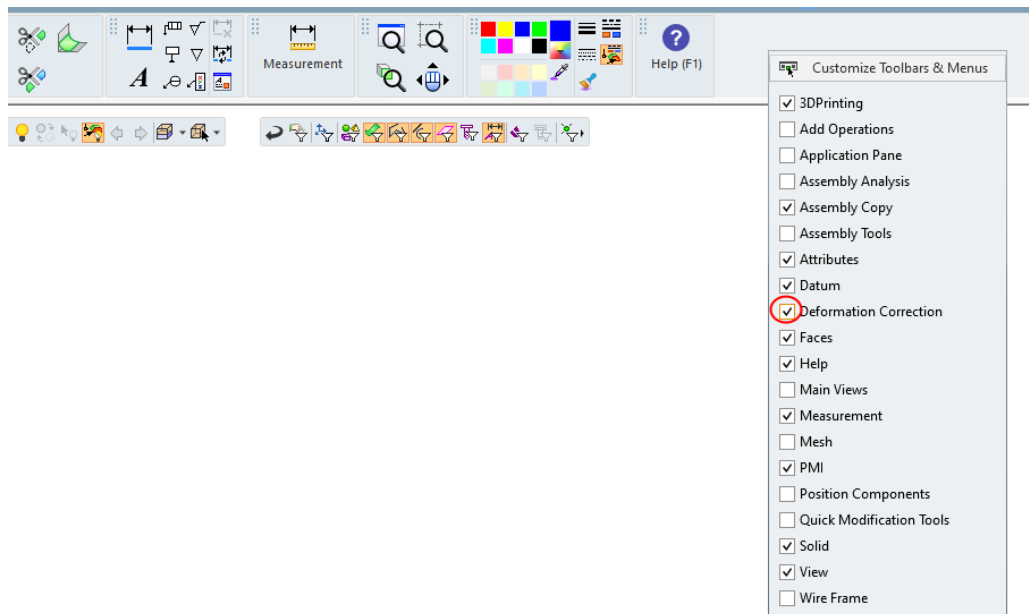 Measurement
Help (F1)
A
?
Customize Toolbars & Menus
3DPrinting
Add Operations
Application Pane
Assembly Analysis
Assembly Copy
Assembly Tools
Attributes
Datum
Deformation Correction
Faces
Help
Main Views
Measurement
Mesh
PMI
Position Components
Quick Modification Tools
Solid
View
Wire Frame